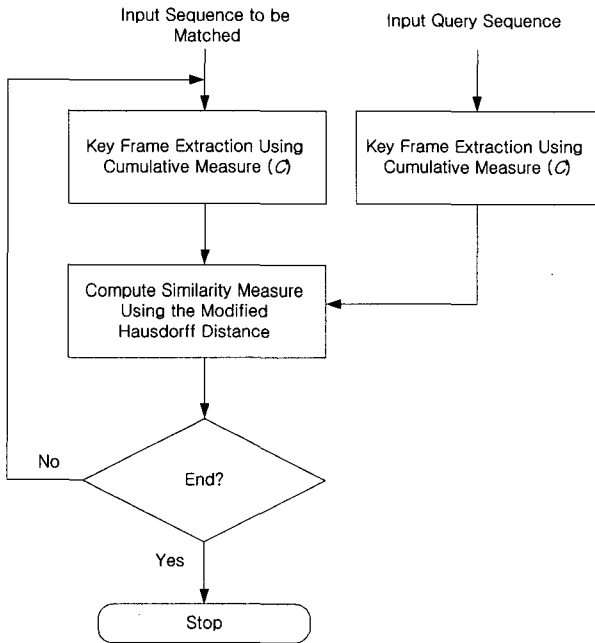 Input Sequence to be
Matched
Input Query Sequence
Key Frame Extraction Using
Cumulative Measure (C)
Key Frame Extraction Using
Cumulative Measure (C)
Compute Similarity Measure
Using the Modified
Hausdorff Distance
No
End?
Yes
Stop